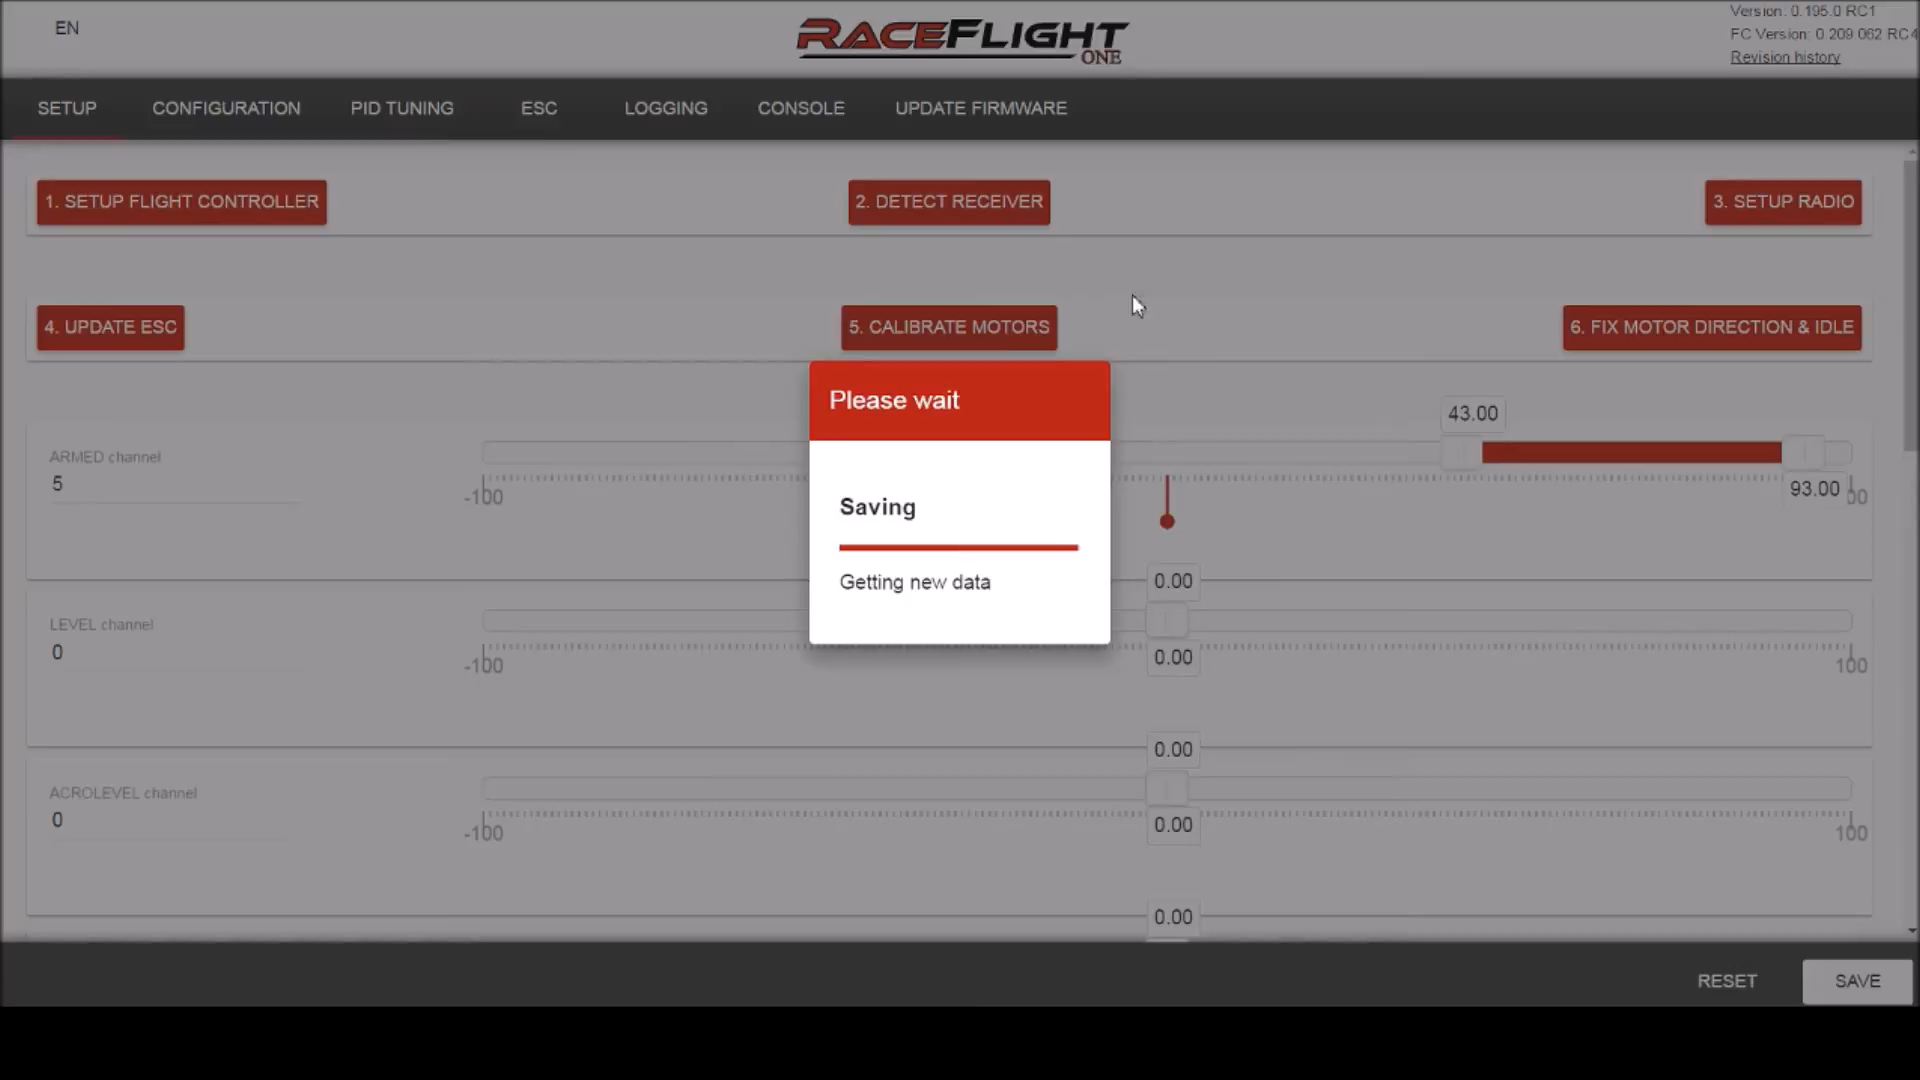 EN
RACEFLIGHT
ONE
Version: 0.195.0 RC1
FC Version: 0.209.062 RC4
Revision history
SETUP CONFIGURATION PID TUNING ESC LOGGING CONSOLE UPDATE FIRMWARE
1. SETUP FLIGHT CONTROLLER 2. DETECT RECEIVER 3. SETUP RADIO
4. UPDATE ESC 5. CALIBRATE MOTORS 6. FIX MOTOR DIRECTION & IDLE
Please wait
Saving
Getting new data
43.00
ARMED channel
5
-100 93.00 00
0.00
LEVEL channel
0
-100 0.00 100
0.00
ACROLEVEL channel
0
-100 0.00 100
0.00
RESET SAVE